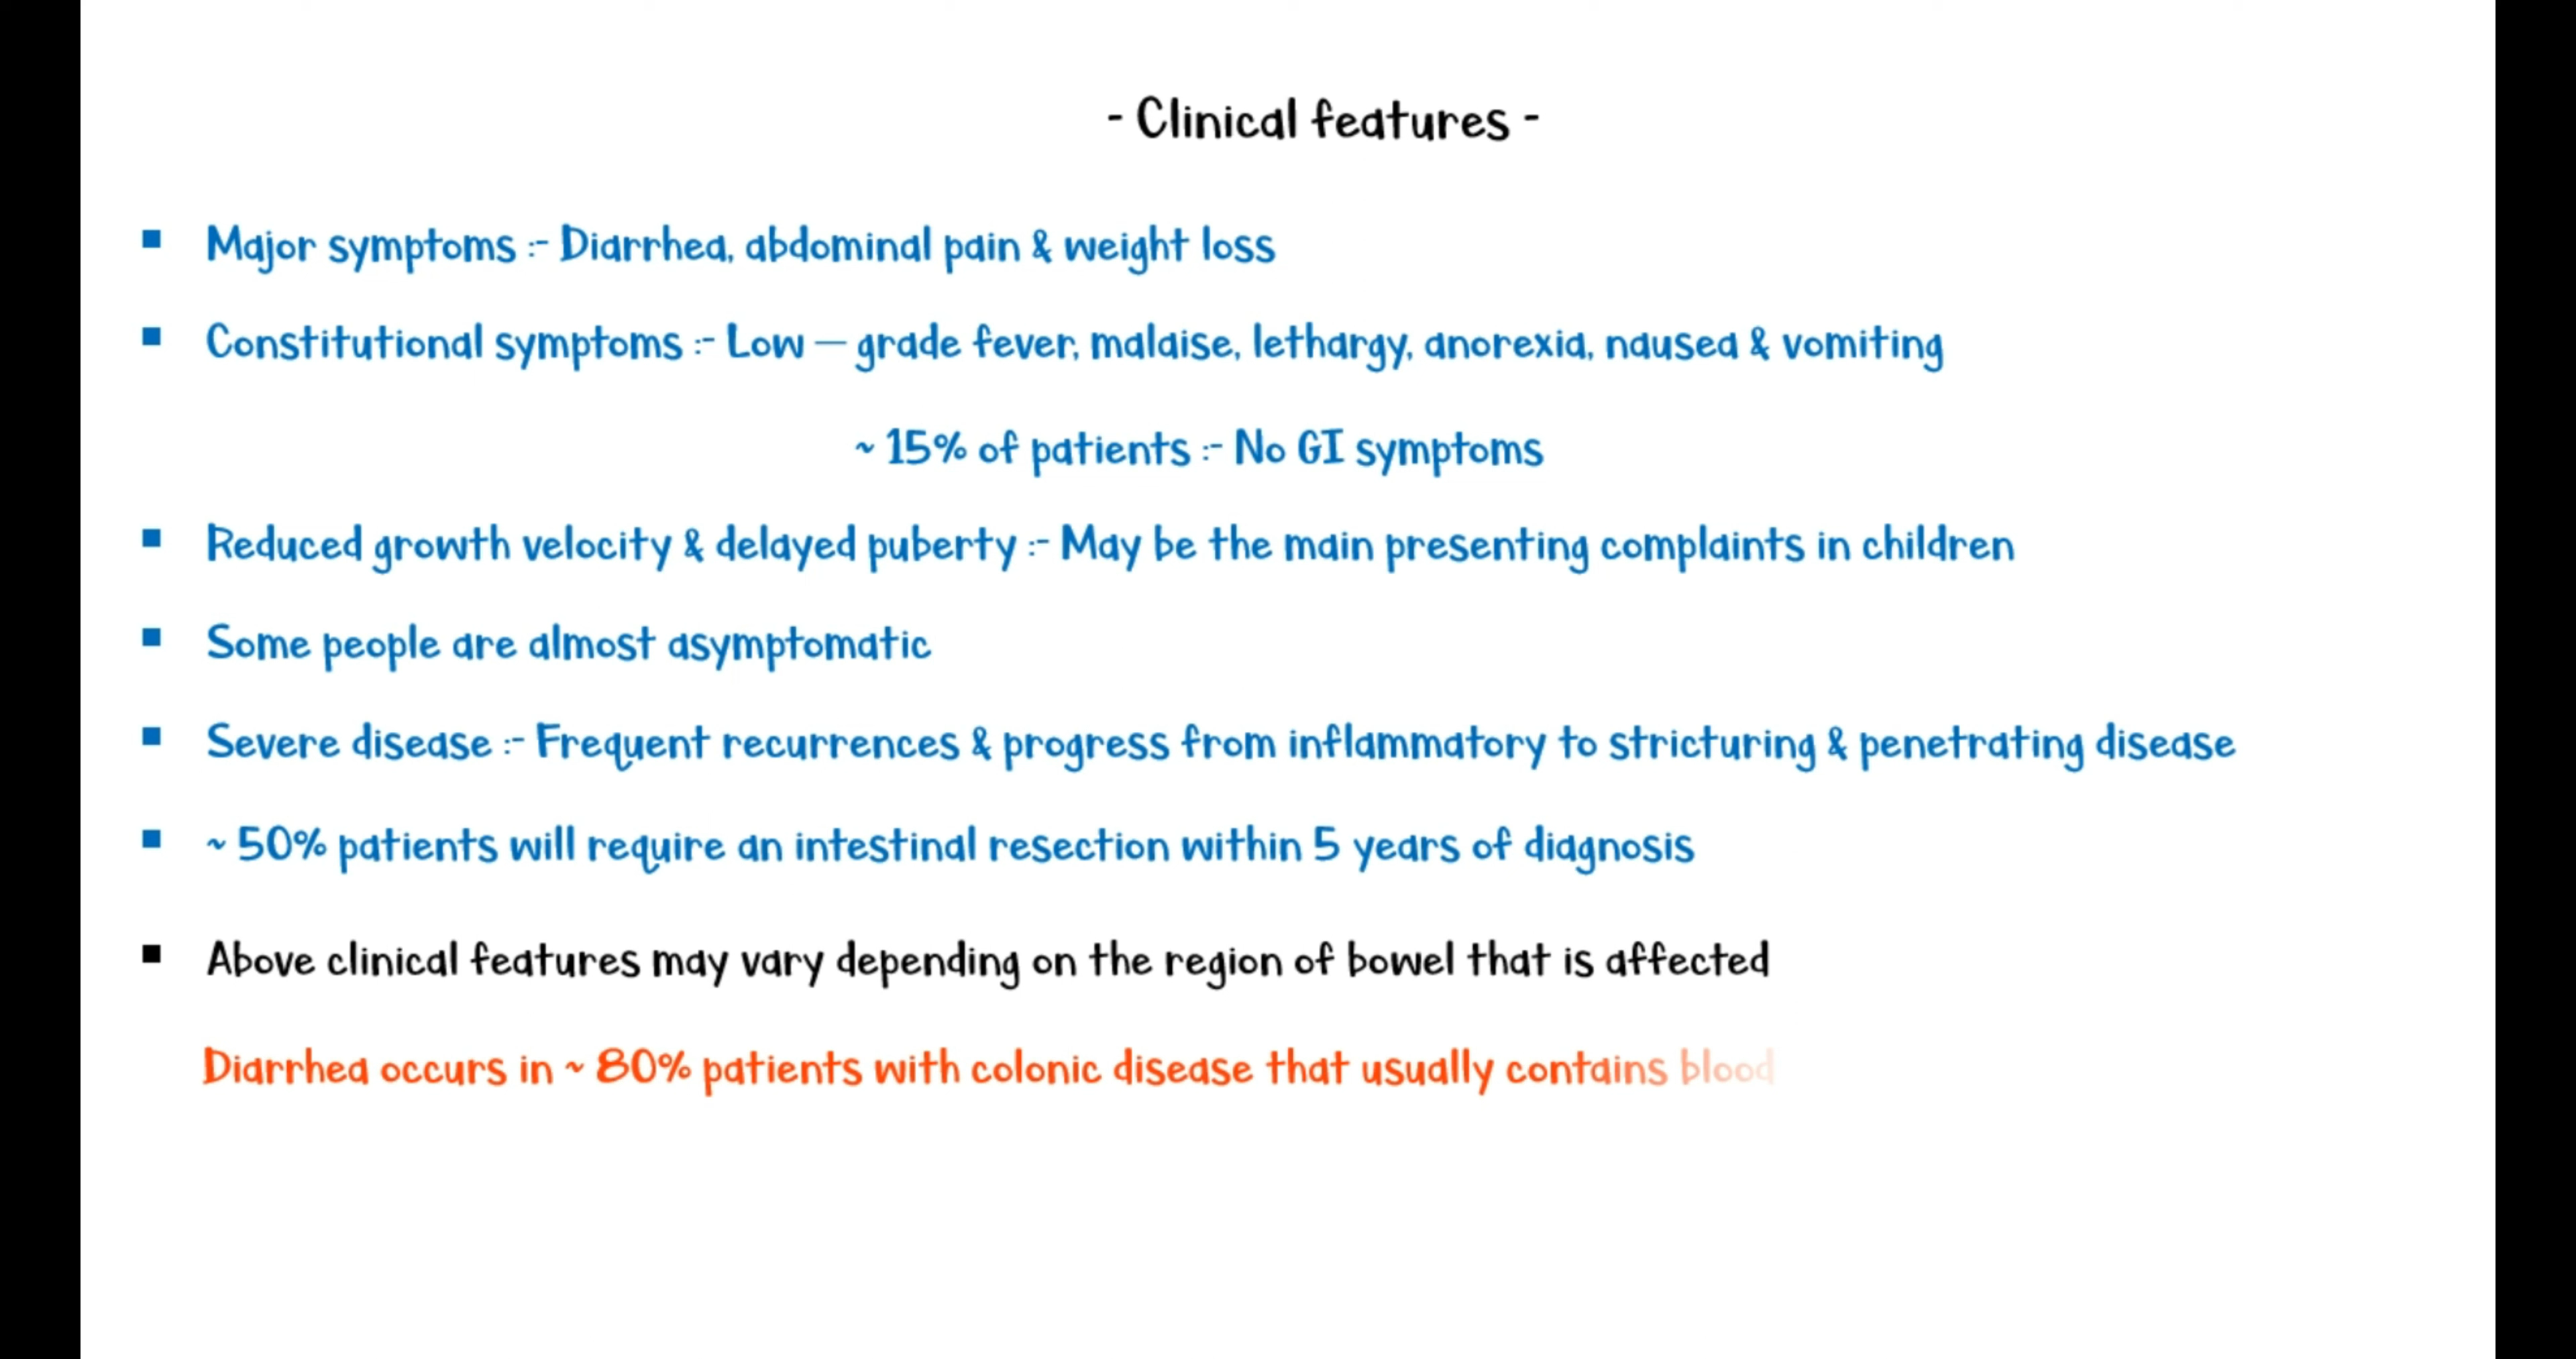 - Clinical features -
▪ Major symptoms :- Diarrhea, abdominal pain & weight loss
▪ Constitutional symptoms :- Low – grade fever, malaise, lethargy, anorexia, nausea & vomiting
~ 15% of patients :- No GI symptoms
▪ Reduced growth velocity & delayed puberty :- May be the main presenting complaints in children
▪ Some people are almost asymptomatic
▪ Severe disease :- Frequent recurrences & progress from inflammatory to stricturing & penetrating disease
▪ ~ 50% patients will require an intestinal resection within 5 years of diagnosis
▪ Above clinical features may vary depending on the region of bowel that is affected
Diarrhea occurs in ~ 80% patients with colonic disease that usually contains blood